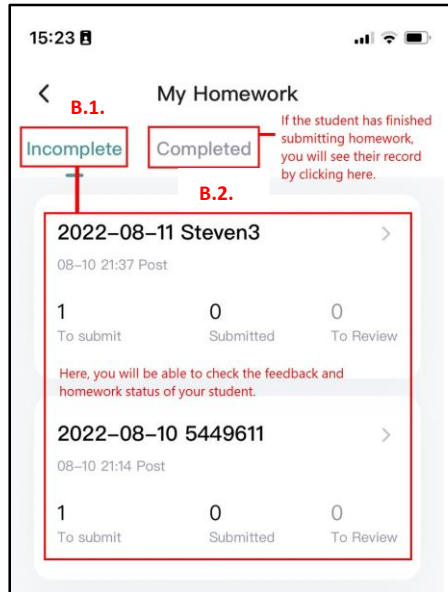 15:23
My Homework
B.1.
If the student has finished
submitting homework,
you will see their record
by clicking here.
Incomplete
Completed
B.2.
2022–08–11 Steven3
08–10 21:37 Post
1 0 0
To submit Submitted To Review
Here, you will be able to check the feedback and
homework status of your student.
2022–08–10 5449611
08–10 21:14 Post
1 0 0
To submit Submitted To Review